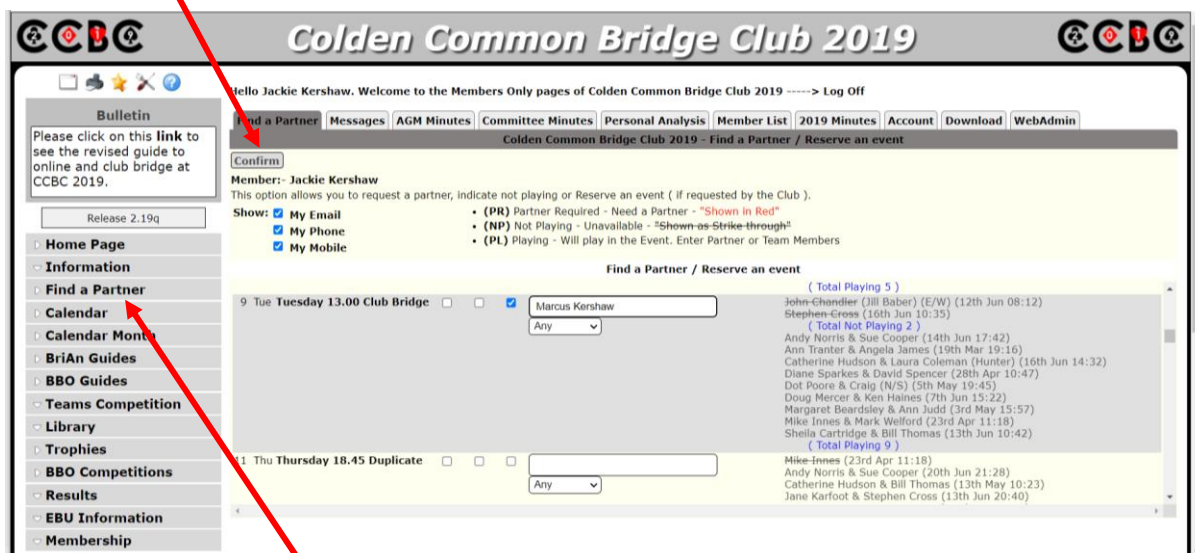 CCBC
Colden Common Bridge Club 2019
CCBC
Hello Jackie Kershaw. Welcome to the Members Only pages of Colden Common Bridge Club 2019 -----> Log Off
Bulletin
Please click on this link to
see the revised guide to
online and club bridge at
CCBC 2019.
Release 2.19q
Home Page
Information
Find a Partner
Calendar
Calendar Month
BriAn Guides
BBO Guides
Teams Competition
Library
Trophies
BBO Competitions
Results
EBU Information
Membership
Find a Partner Messages AGM Minutes Committee Minutes Personal Analysis Member List 2019 Minutes Account Download WebAdmin
Colden Common Bridge Club 2019 - Find a Partner / Reserve an event
Confirm
Member:- Jackie Kershaw
This option allows you to request a partner, indicate not playing or Reserve an event ( if requested by the Club ).
Show: My Email
My Phone
My Mobile
• (PR) Partner Required - Need a Partner - "Shown in Red"
• (NP) Not Playing - Unavailable - "Shown as Strike through"
• (PL) Playing - Will play in the Event. Enter Partner or Team Members
Find a Partner / Reserve an event
( Total Playing 5 )
9 Tue Tuesday 13.00 Club Bridge
Marcus Kershaw
Any
John Chandler (Jill Baber) (E/W) (12th Jun 08:12)
Stephen Cross (16th Jun 10:35)
( Total Not Playing 2 )
Andy Norris & Sue Cooper (14th Jun 17:42)
Ann Tranter & Angela James (19th Mar 19:16)
Catherine Hudson & Laura Coleman (Hunter) (16th Jun 14:32)
Diane Sparkes & David Spencer (28th Apr 10:47)
Dot Poore & Craig (N/S) (5th May 19:45)
Doug Mercer & Ken Haines (7th Jun 15:22)
Margaret Beardsley & Ann Judd (3rd May 15:57)
Mike Innes & Mark Welford (23rd Apr 11:18)
Sheila Cartridge & Bill Thomas (13th Jun 10:42)
( Total Playing 9 )
11 Thu Thursday 18.45 Duplicate
Any
Mike Innes (23rd Apr 11:18)
Andy Norris & Sue Cooper (20th Jun 21:28)
Catherine Hudson & Bill Thomas (13th May 10:23)
Jane Karfoot & Stephen Cross (13th Jun 20:40)